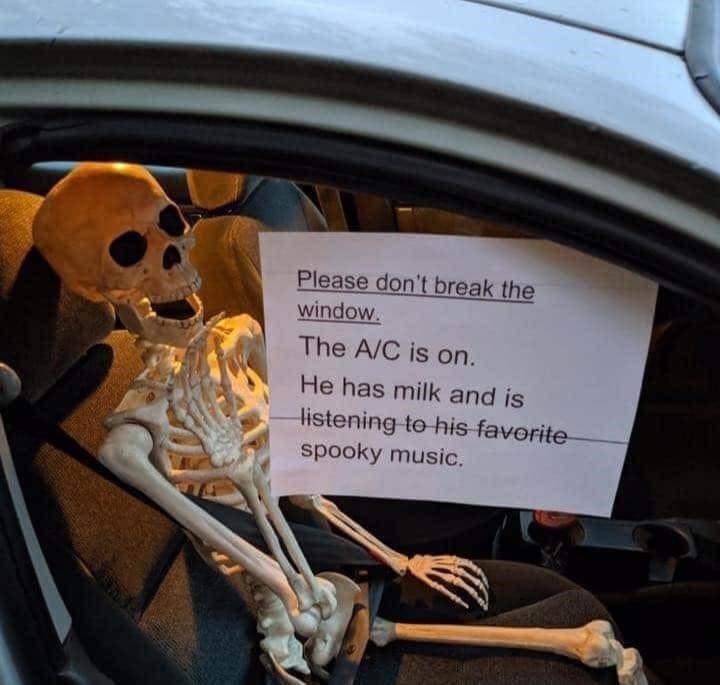 Please don't break the
window.
The A/C is on.
He has milk and is
listening to his favorite
spooky music.